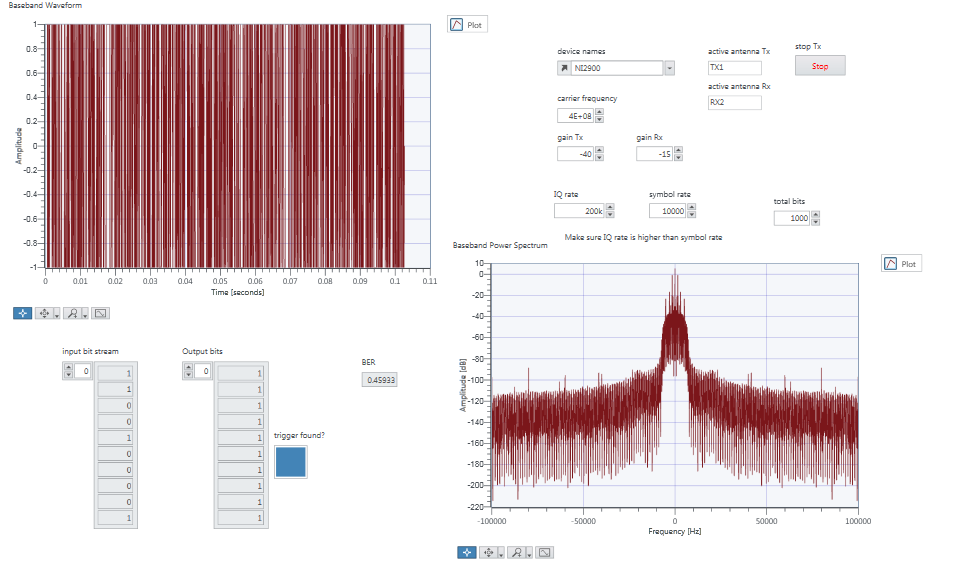 Baseband Waveform
Plot
1
0.8
0.6
0.4
0.2
0
-0.2
-0.4
-0.6
-0.8
-1
Amplitude
0 0.01 0.02 0.03 0.04 0.05 0.06 0.07 0.08 0.09 0.1 0.11
Time [seconds]
device names
NI2900
active antenna Tx
TX1
stop Tx
Stop
active antenna Rx
RX2
carrier frequency
4E+08
gain Tx
-40
gain Rx
-15
IQ rate
200k
symbol rate
10000
total bits
1000
Make sure IQ rate is higher than symbol rate
Baseband Power Spectrum
Plot
10
0
-20
-40
-60
-80
-100
-120
-140
-160
-180
-200
-220
Amplitude [dB]
-100000 -50000 0 50000 100000
Frequency [Hz]
input bit stream
0
1
1
0
0
1
0
0
0
0
1
Output bits
0
1
1
1
1
1
1
1
1
1
1
trigger found?
BER
0.45933